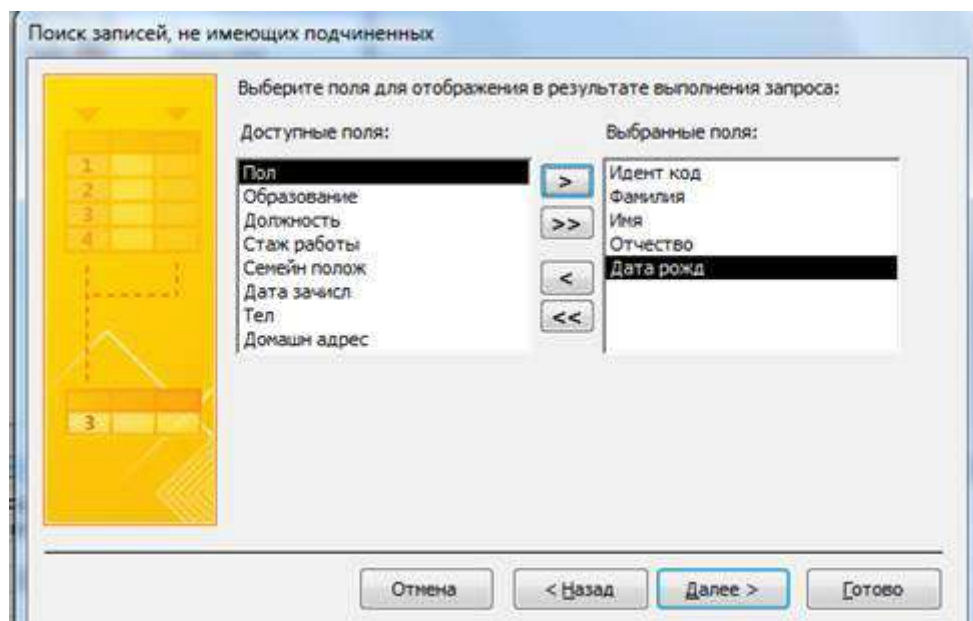 Поиск записей, не имеющих подчиненных
Выберите поля для отображения в результате выполнения запроса:
Доступные поля:
Выбранные поля:
Пол
Образование
Должность
Стаж работы
Семейн полож
Дата зачисл
Тел
Домашн адрес
>
>>
<
<<
Идент код
Фамилия
Имя
Отчество
Дата рожд
1
2
3
4
3
Отмена
< Назад
Далее >
Готово